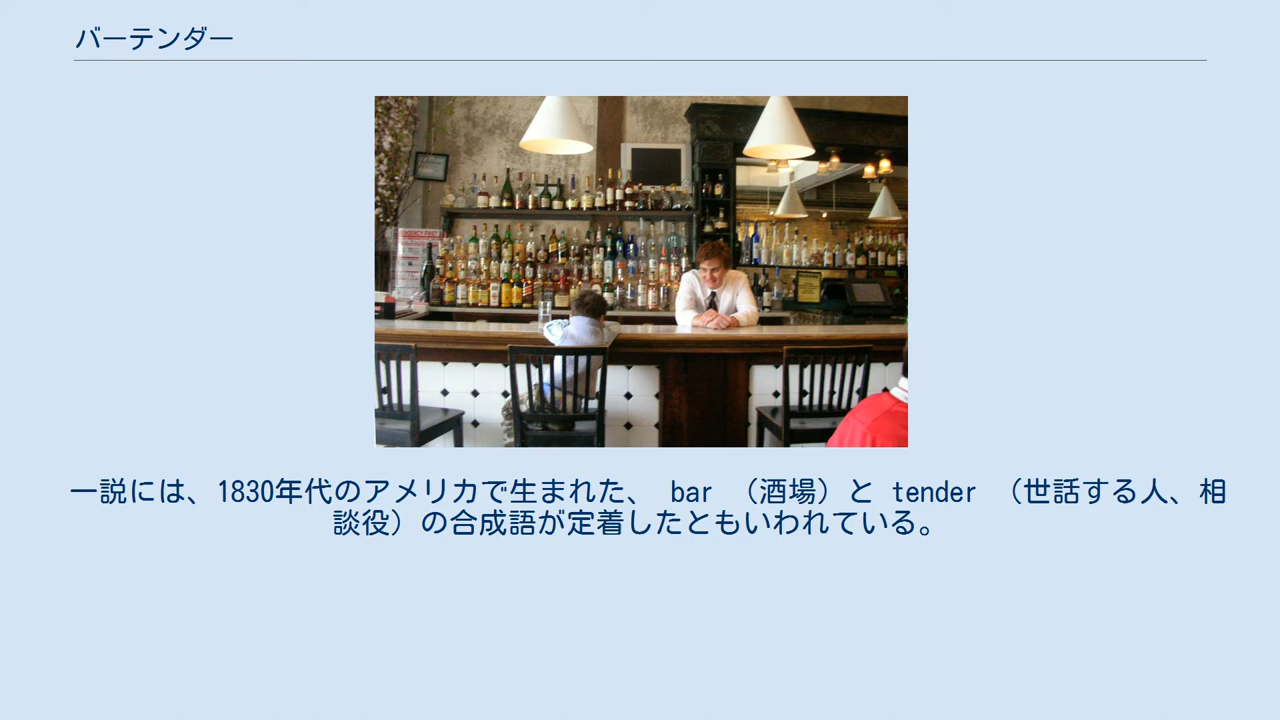 バーテンダー
一説には、1830年代のアメリカで生まれた、 bar （酒場）と tender （世話する人、相
談役）の合成語が定着したともいわれている。